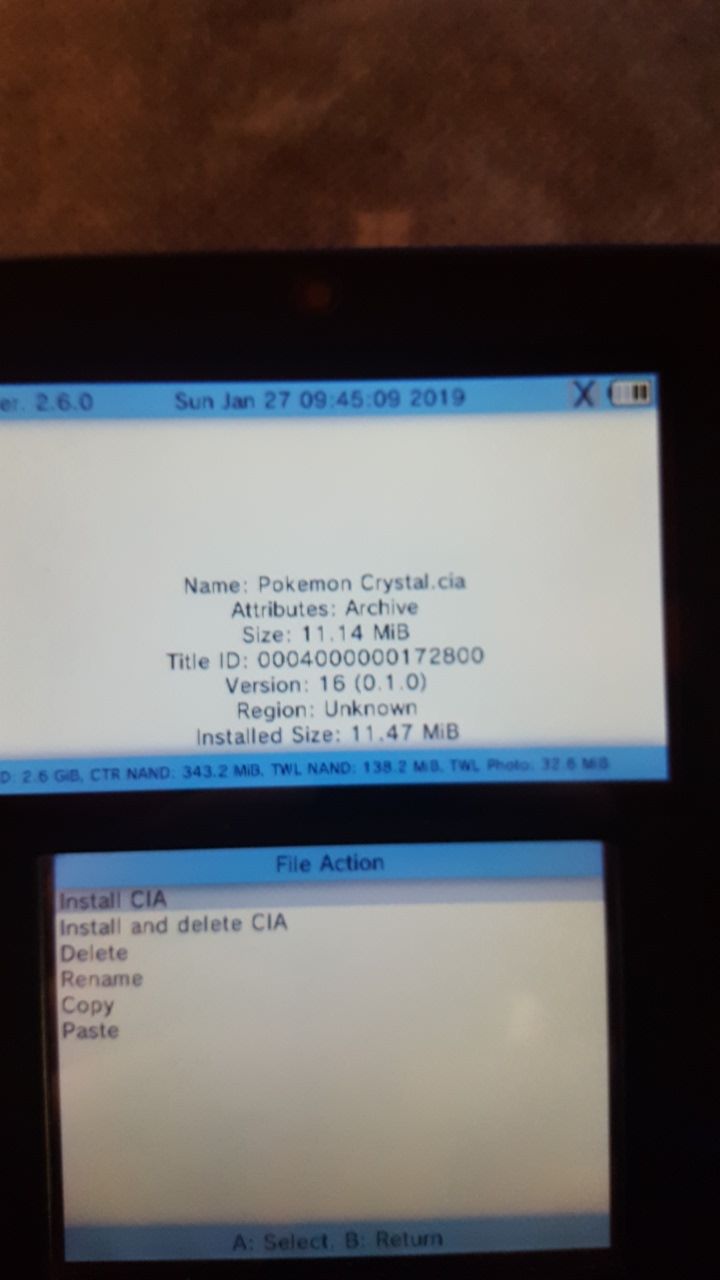 er. 2.6.0
Sun Jan 27 09:45:09 2019
X
Name: Pokemon Crystal.cia
Attributes: Archive
Size: 11.14 MiB
Title ID: 0004000000172800
Version: 16 (0.1.0)
Region: Unknown
Installed Size: 11.47 MiB
D: 2.6 GiB, CTR NAND: 343.2 MiB, TWL NAND: 138.2 MiB, TWL Photo: 32.6 MiB
File Action
Install CIA
Install and delete CIA
Delete
Rename
Copy
Paste
A: Select, B: Return